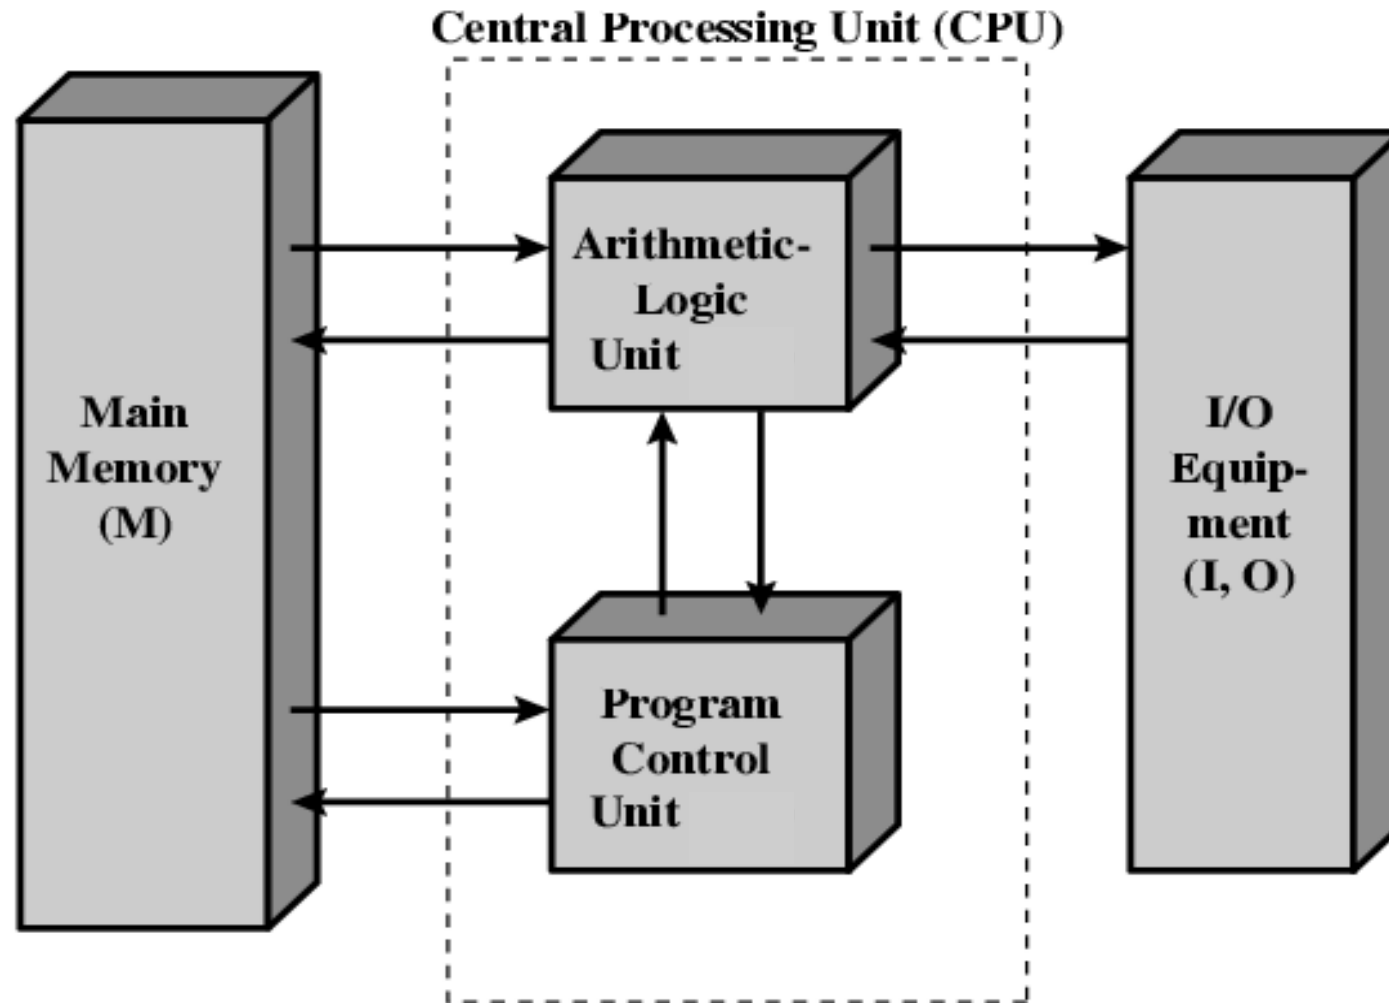 Central Processing Unit (CPU)
Main
Memory
(M)
Arithmetic-
Logic
Unit
Program
Control
Unit
I/O
Equip-
ment
(I, O)